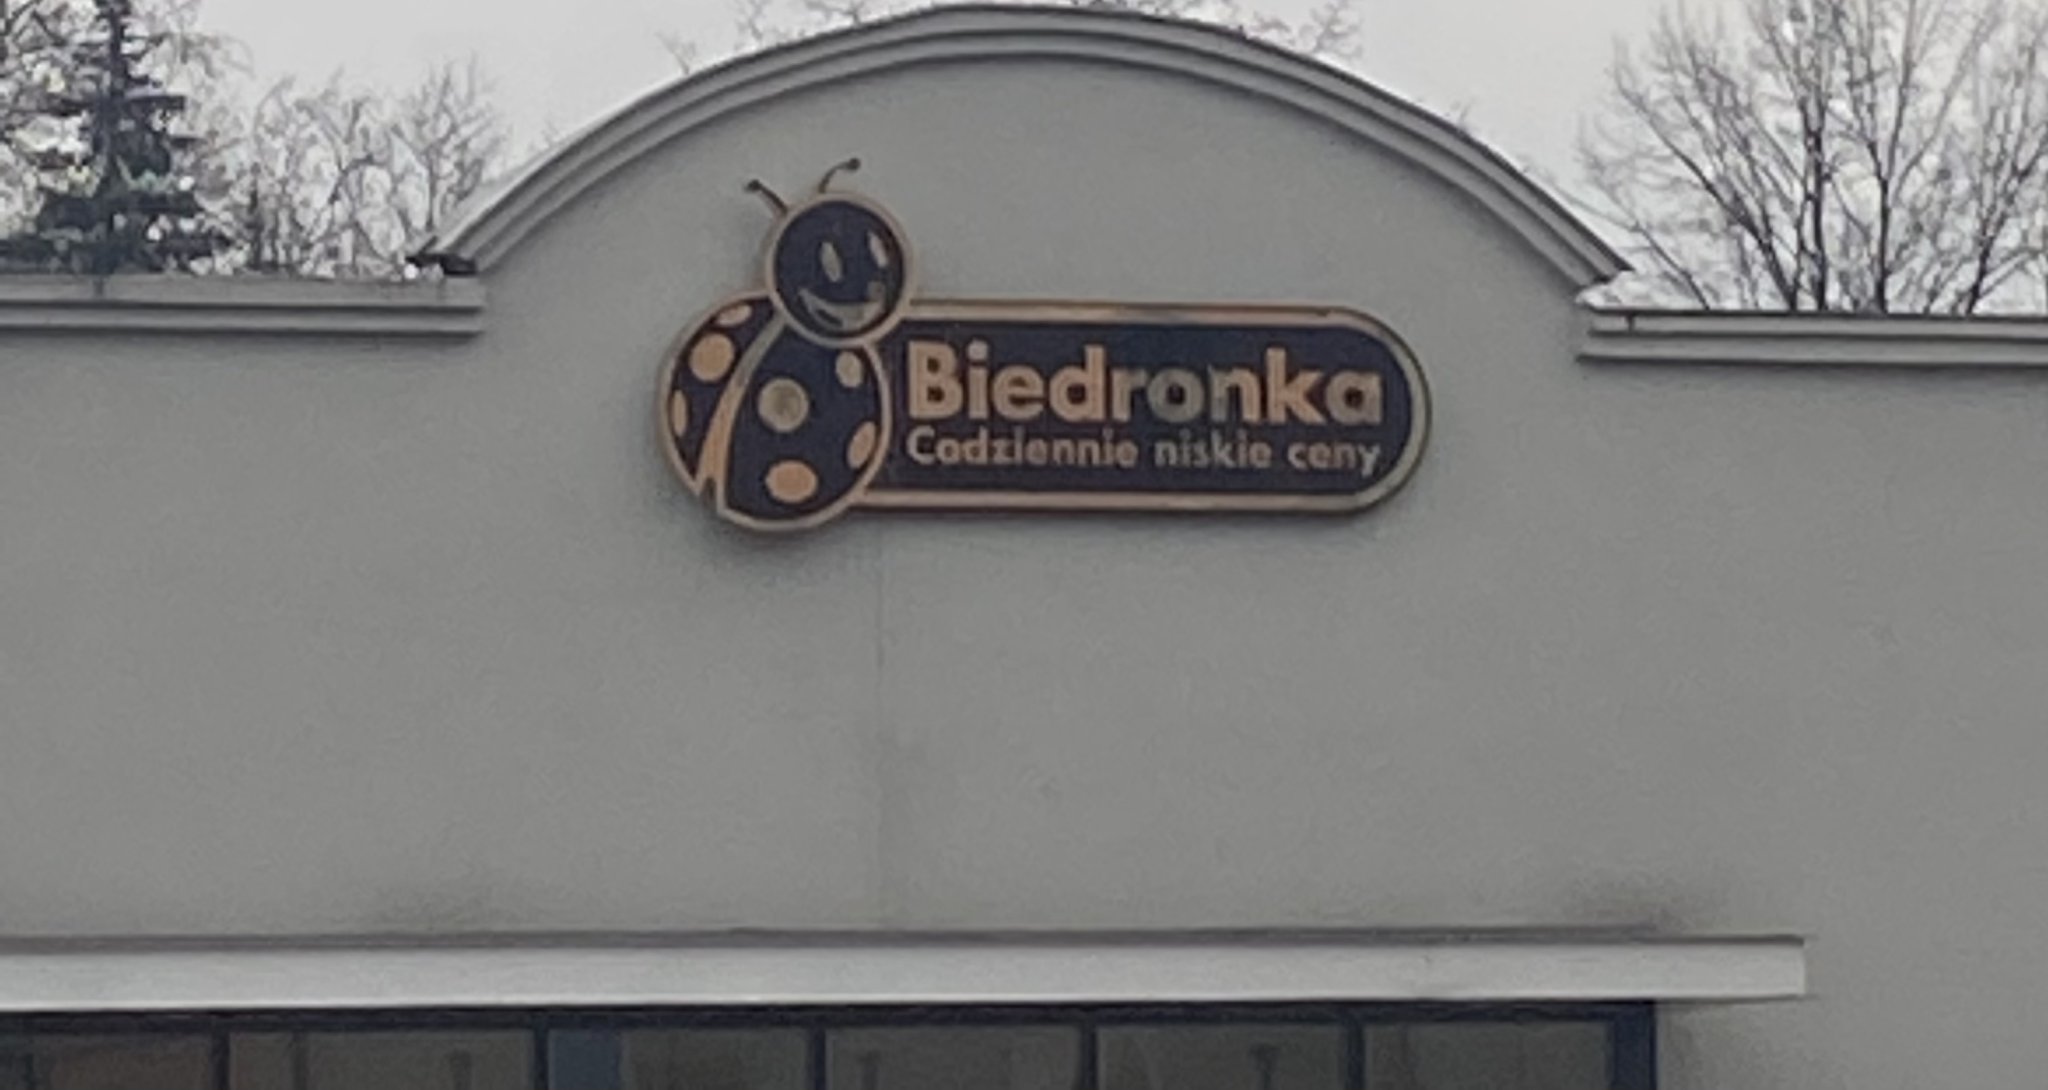 Biedronka
Codziennie niskie ceny